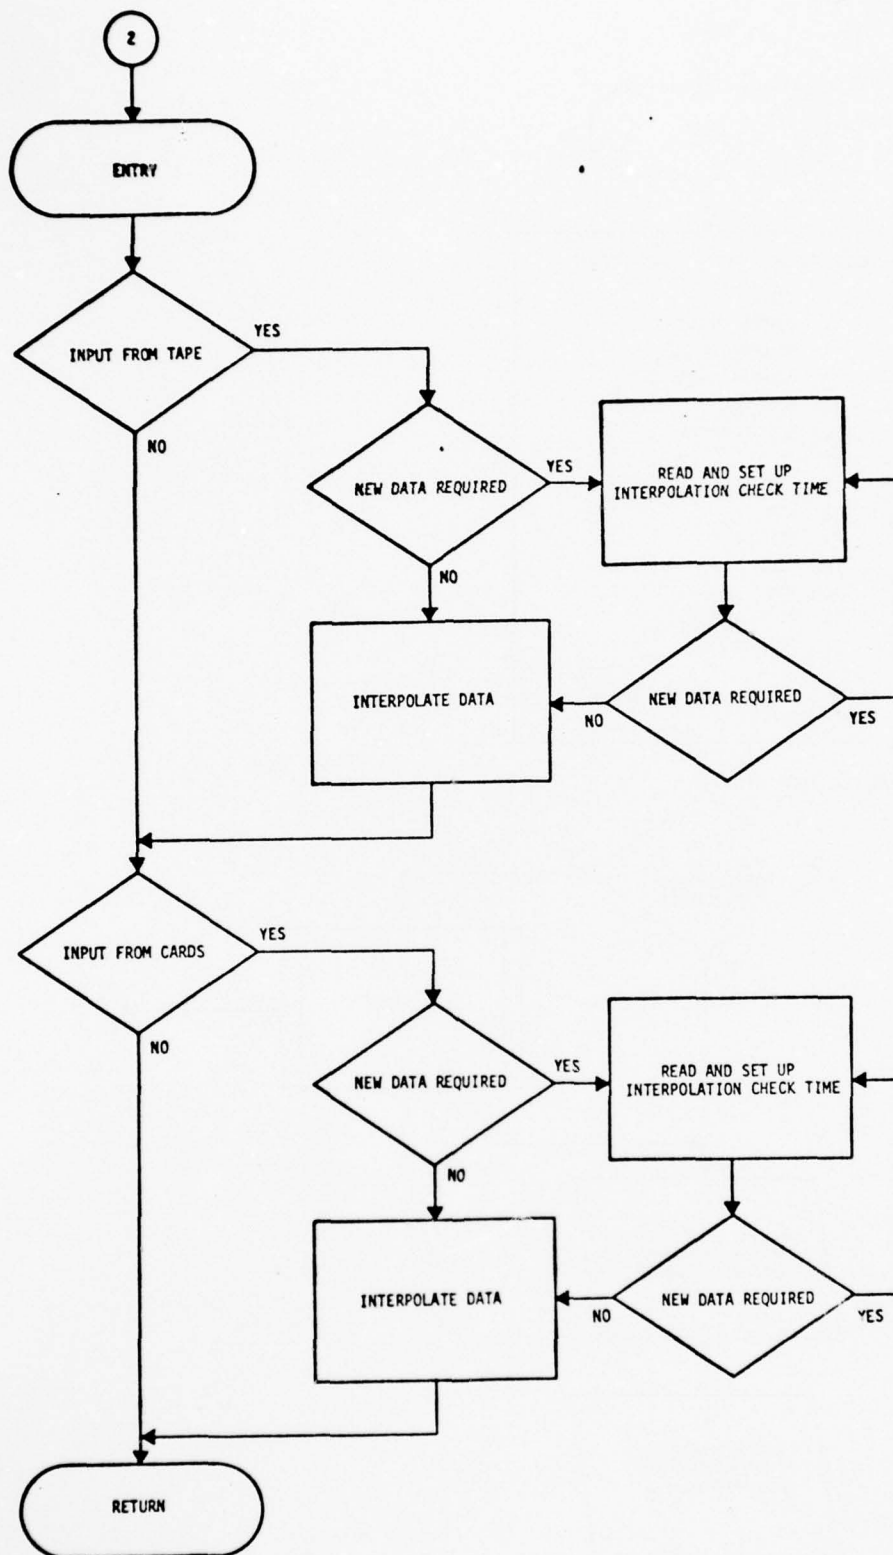 2
ENTRY
INPUT FROM TAPE
YES
NO
NEW DATA REQUIRED
YES
NO
READ AND SET UP
INTERPOLATION CHECK TIME
INTERPOLATE DATA
NO
NEW DATA REQUIRED
YES
INPUT FROM CARDS
YES
NO
NEW DATA REQUIRED
YES
NO
READ AND SET UP
INTERPOLATION CHECK TIME
INTERPOLATE DATA
NO
NEW DATA REQUIRED
YES
RETURN